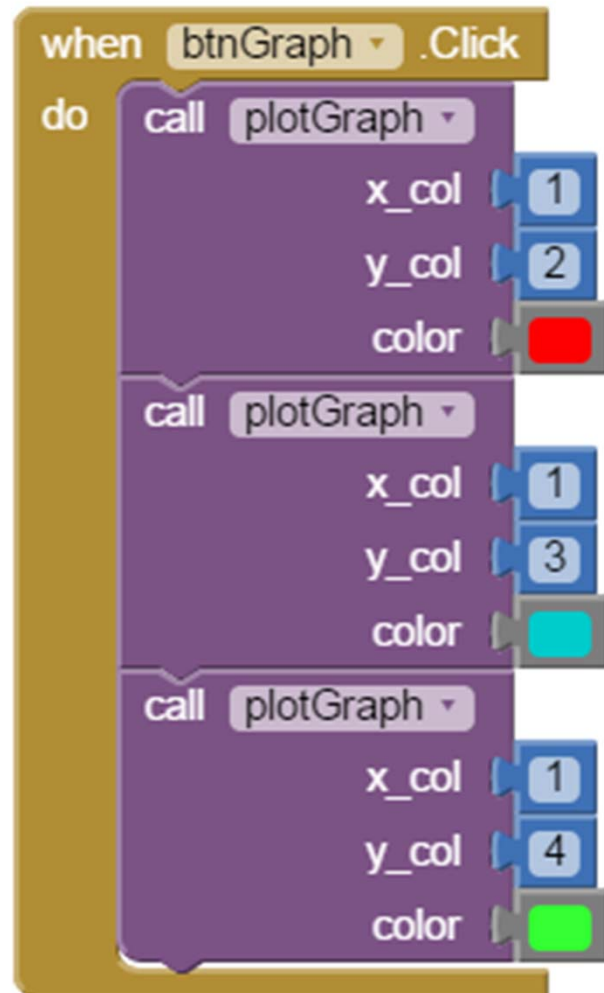 when btnGraph .Click
do call plotGraph
x_col 1
y_col 2
color
call plotGraph
x_col 1
y_col 3
color
call plotGraph
x_col 1
y_col 4
color